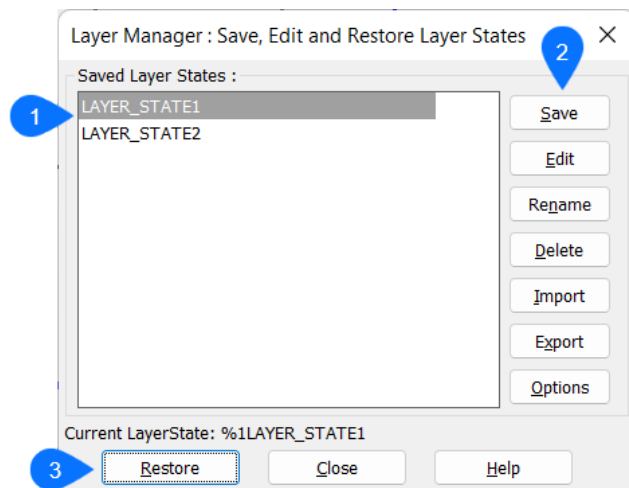 Layer Manager : Save, Edit and Restore Layer States
2
Saved Layer States :
1
LAYER_STATE1
LAYER_STATE2
Save
Edit
Rename
Delete
Import
Export
Options
Current LayerState: %1LAYER_STATE1
3
Restore
Close
Help